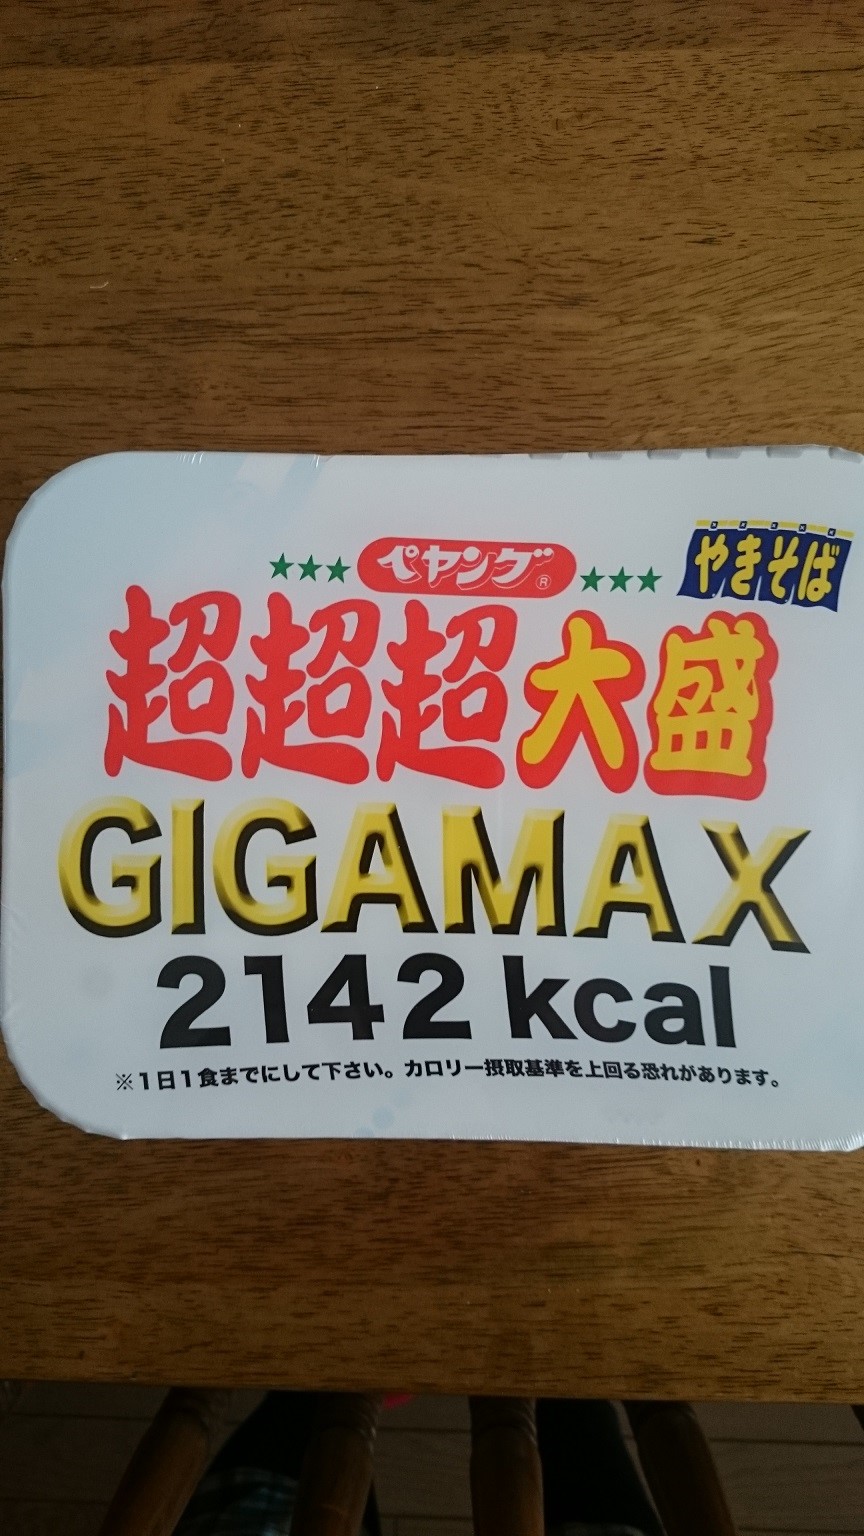 ★★★ペヤング®★★★
やきそば
超超超大盛
GIGAMAX
2142kcal
※1日1食までにして下さい。カロリー摂取基準を上回る恐れがあります。